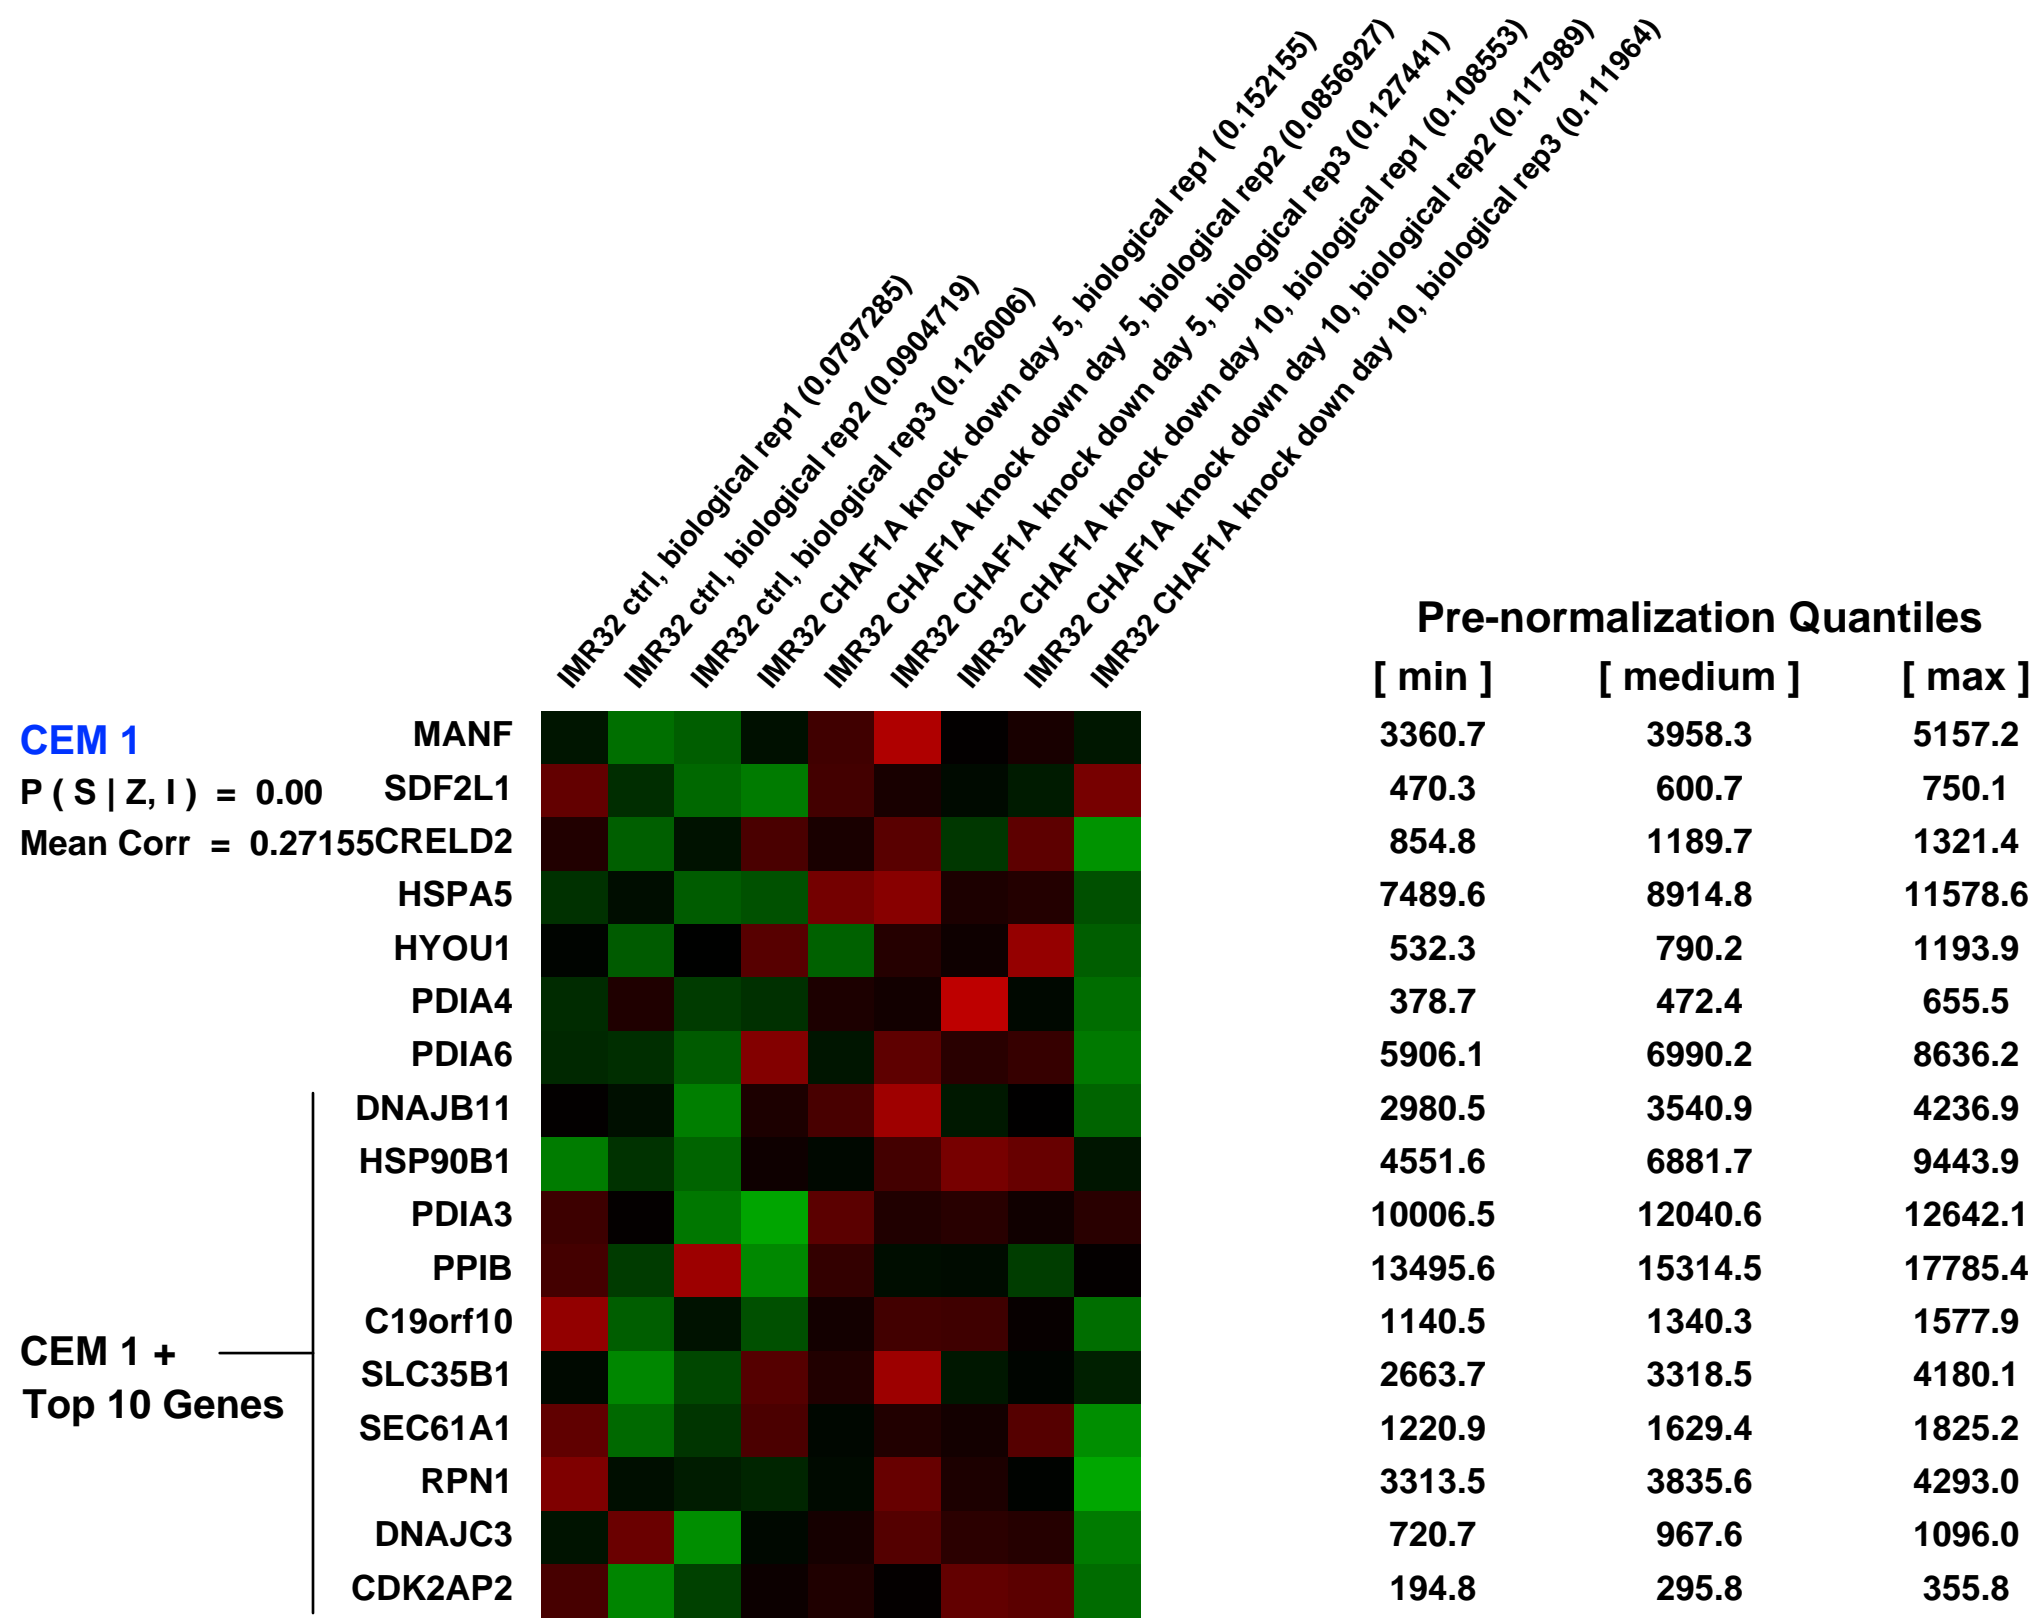 IMR32 ctrl, biological rep1 (0.0797285)
IMR32 ctrl, biological rep2 (0.0904719)
IMR32 ctrl, biological rep3 (0.126006)
IMR32 CHAF1A knock down day 5, biological rep1 (0.152155)
IMR32 CHAF1A knock down day 5, biological rep2 (0.0856927)
IMR32 CHAF1A knock down day 5, biological rep3 (0.127441)
IMR32 CHAF1A knock down day 10, biological rep1 (0.108553)
IMR32 CHAF1A knock down day 10, biological rep2 (0.117989)
IMR32 CHAF1A knock down day 10, biological rep3 (0.111964)
Pre-normalization Quantiles
[ min ] [ medium ] [ max ]
CEM 1
P ( S | Z, I ) = 0.00
Mean Corr = 0.27155
MANF 3360.7 3958.3 5157.2
SDF2L1 470.3 600.7 750.1
CRELD2 854.8 1189.7 1321.4
HSPA5 7489.6 8914.8 11578.6
HYOU1 532.3 790.2 1193.9
PDIA4 378.7 472.4 655.5
PDIA6 5906.1 6990.2 8636.2
CEM 1 +
Top 10 Genes
DNAJB11 2980.5 3540.9 4236.9
HSP90B1 4551.6 6881.7 9443.9
PDIA3 10006.5 12040.6 12642.1
PPIB 13495.6 15314.5 17785.4
C19orf10 1140.5 1340.3 1577.9
SLC35B1 2663.7 3318.5 4180.1
SEC61A1 1220.9 1629.4 1825.2
RPN1 3313.5 3835.6 4293.0
DNAJC3 720.7 967.6 1096.0
CDK2AP2 194.8 295.8 355.8